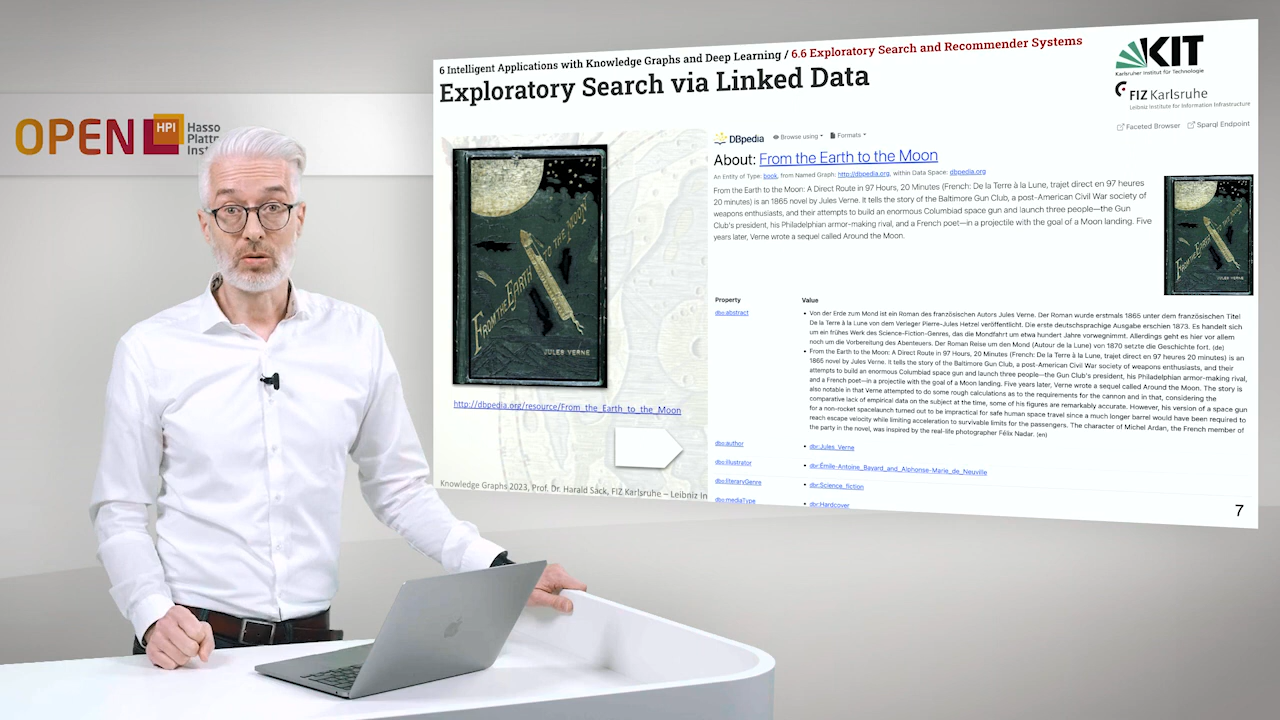 OPEN HPI Hasso
Plattn
Inst
6 Intelligent Applications with Knowledge Graphs and Deep Learning / 6.6 Exploratory Search and Recommender Systems
Exploratory Search via Linked Data
KIT
Karlsruher Institut für Technologie
FIZ Karlsruhe
Leibniz Institute for Information Infrastructure
FROM THE EARTH TO THE MOON
JULES VERNE
http://dbpedia.org/resource/From_the_Earth_to_the_Moon
Knowledge Graphs 2023, Prof. Dr. Harald Sack, FIZ Karlsruhe – Leibniz In
DBpedia Browse using Formats
Faceted Browser Sparql Endpoint
About: From the Earth to the Moon
An Entity of Type: book, from Named Graph: http://dbpedia.org, within Data Space: dbpedia.org
From the Earth to the Moon: A Direct Route in 97 Hours, 20 Minutes (French: De la Terre à la Lune, trajet direct en 97 heures
20 minutes) is an 1865 novel by Jules Verne. It tells the story of the Baltimore Gun Club, a post-American Civil War society of
weapons enthusiasts, and their attempts to build an enormous Columbiad space gun and launch three people—the Gun
Club's president, his Philadelphian armor-making rival, and a French poet—in a projectile with the goal of a Moon landing. Five
years later, Verne wrote a sequel called Around the Moon.
FROM THE EARTH TO THE MOON
JULES VERNE
Property Value
dbo:abstract
• Von der Erde zum Mond ist ein Roman des französischen Autors Jules Verne. Der Roman wurde erstmals 1865 unter dem französischen Titel
De la Terre à la Lune von dem Verleger Pierre-Jules Hetzel veröffentlicht. Die erste deutschsprachige Ausgabe erschien 1873. Es handelt sich
um ein frühes Werk des Science-Fiction-Genres, das die Mondfahrt um etwa hundert Jahre vorwegnimmt. Allerdings geht es hier vor allem
noch um die Vorbereitung des Abenteuers. Der Roman Reise um den Mond (Autour de la Lune) von 1870 setzte die Geschichte fort. (de)
• From the Earth to the Moon: A Direct Route in 97 Hours, 20 Minutes (French: De la Terre à la Lune, trajet direct en 97 heures 20 minutes) is an
1865 novel by Jules Verne. It tells the story of the Baltimore Gun Club, a post-American Civil War society of weapons enthusiasts, and their
attempts to build an enormous Columbiad space gun and launch three people—the Gun Club's president, his Philadelphian armor-making rival,
and a French poet—in a projectile with the goal of a Moon landing. Five years later, Verne wrote a sequel called Around the Moon. The story is
also notable in that Verne attempted to do some rough calculations as to the requirements for the cannon and in that, considering the
comparative lack of empirical data on the subject at the time, some of his figures are remarkably accurate. However, his version of a space gun
for a non-rocket spacelaunch turned out to be impractical for safe human space travel since a much longer barrel would have been required to
reach escape velocity while limiting acceleration to survivable limits for the passengers. The character of Michel Ardan, the French member of
the party in the novel, was inspired by the real-life photographer Félix Nadar. (en)
dbo:author • dbr:Jules_Verne
dbo:illustrator • dbr:Émile-Antoine_Bayard_and_Alphonse-Marie_de_Neuville
dbo:literaryGenre • dbr:Science_fiction
dbo:mediaType • dbr:Hardcover
7